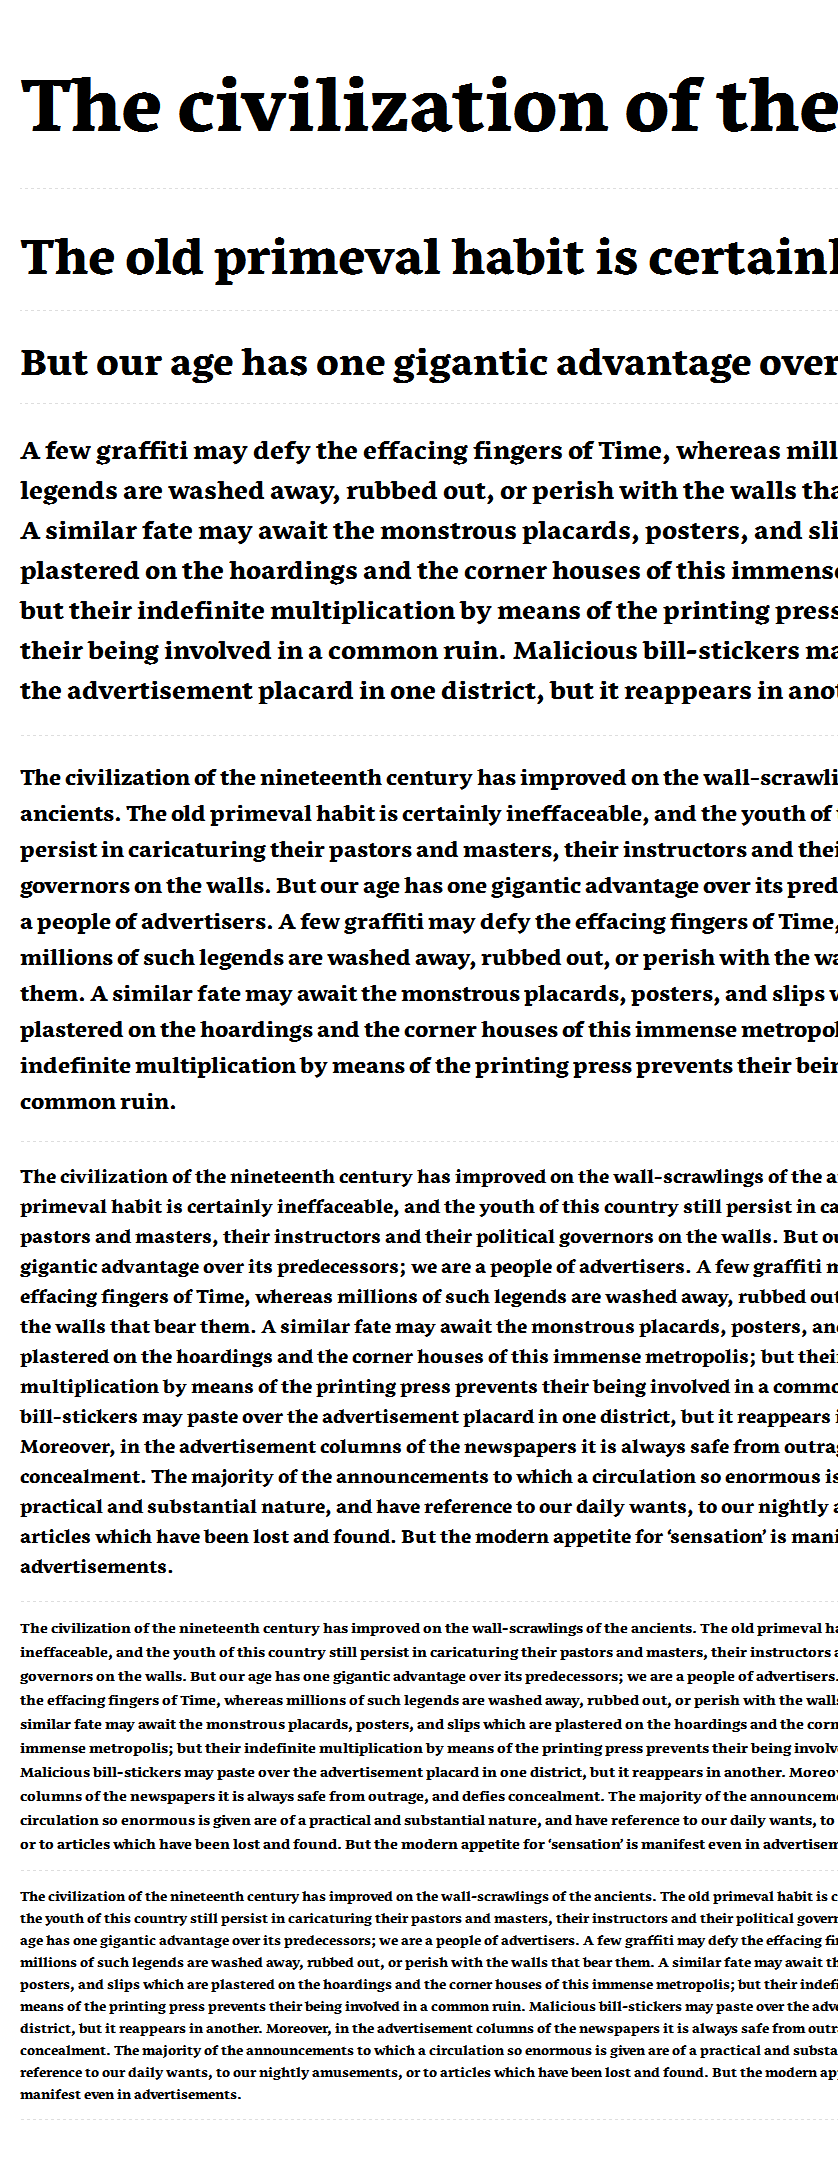 The civilization of the
The old primeval habit is certainl
But our age has one gigantic advantage over
A few graffiti may defy the effacing fingers of Time, whereas mill
legends are washed away, rubbed out, or perish with the walls tha
A similar fate may await the monstrous placards, posters, and sli
plastered on the hoardings and the corner houses of this immense
but their indefinite multiplication by means of the printing press
their being involved in a common ruin. Malicious bill-stickers ma
the advertisement placard in one district, but it reappears in anot
The civilization of the nineteenth century has improved on the wall-scrawli
ancients. The old primeval habit is certainly ineffaceable, and the youth of
persist in caricaturing their pastors and masters, their instructors and thei
governors on the walls. But our age has one gigantic advantage over its pred
a people of advertisers. A few graffiti may defy the effacing fingers of Time,
millions of such legends are washed away, rubbed out, or perish with the wa
them. A similar fate may await the monstrous placards, posters, and slips w
plastered on the hoardings and the corner houses of this immense metropol
indefinite multiplication by means of the printing press prevents their bein
common ruin.
The civilization of the nineteenth century has improved on the wall-scrawlings of the a
primeval habit is certainly ineffaceable, and the youth of this country still persist in ca
pastors and masters, their instructors and their political governors on the walls. But ou
gigantic advantage over its predecessors; we are a people of advertisers. A few graffiti m
effacing fingers of Time, whereas millions of such legends are washed away, rubbed out
the walls that bear them. A similar fate may await the monstrous placards, posters, and
plastered on the hoardings and the corner houses of this immense metropolis; but thei
multiplication by means of the printing press prevents their being involved in a commo
bill-stickers may paste over the advertisement placard in one district, but it reappears i
Moreover, in the advertisement columns of the newspapers it is always safe from outra
concealment. The majority of the announcements to which a circulation so enormous is
practical and substantial nature, and have reference to our daily wants, to our nightly a
articles which have been lost and found. But the modern appetite for ‘sensation’ is mani
advertisements.
The civilization of the nineteenth century has improved on the wall-scrawlings of the ancients. The old primeval ha
ineffaceable, and the youth of this country still persist in caricaturing their pastors and masters, their instructors a
governors on the walls. But our age has one gigantic advantage over its predecessors; we are a people of advertisers.
the effacing fingers of Time, whereas millions of such legends are washed away, rubbed out, or perish with the wall
similar fate may await the monstrous placards, posters, and slips which are plastered on the hoardings and the corn
immense metropolis; but their indefinite multiplication by means of the printing press prevents their being involv
Malicious bill-stickers may paste over the advertisement placard in one district, but it reappears in another. Moreov
columns of the newspapers it is always safe from outrage, and defies concealment. The majority of the announceme
circulation so enormous is given are of a practical and substantial nature, and have reference to our daily wants, to
or to articles which have been lost and found. But the modern appetite for ‘sensation’ is manifest even in advertisem
The civilization of the nineteenth century has improved on the wall-scrawlings of the ancients. The old primeval habit is c
the youth of this country still persist in caricaturing their pastors and masters, their instructors and their political govern
age has one gigantic advantage over its predecessors; we are a people of advertisers. A few graffiti may defy the effacing fin
millions of such legends are washed away, rubbed out, or perish with the walls that bear them. A similar fate may await th
posters, and slips which are plastered on the hoardings and the corner houses of this immense metropolis; but their indefi
means of the printing press prevents their being involved in a common ruin. Malicious bill-stickers may paste over the adve
district, but it reappears in another. Moreover, in the advertisement columns of the newspapers it is always safe from outr
concealment. The majority of the announcements to which a circulation so enormous is given are of a practical and substa
reference to our daily wants, to our nightly amusements, or to articles which have been lost and found. But the modern ap
manifest even in advertisements.